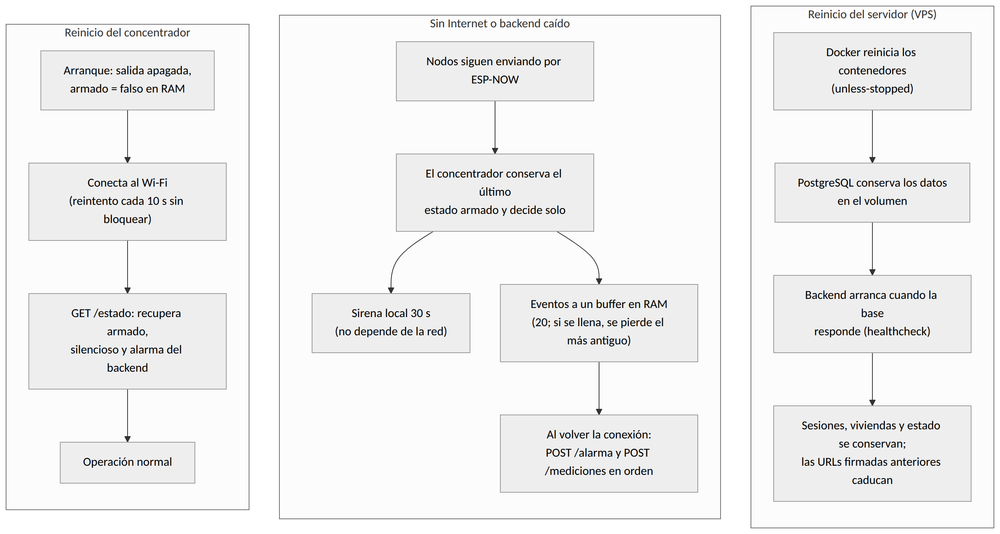 Reinicio del concentrador
Arranque: salida apagada,
armado = falso en RAM
Conecta al Wi-Fi
(reintento cada 10 s sin
bloquear)
GET /estado: recupera
armado,
silencioso y alarma del
backend
Operación normal
Sin Internet o backend caído
Nodos siguen enviando por
ESP-NOW
El concentrador conserva el
último
estado armado y decide solo
Sirena local 30 s
(no depende de la red)
Eventos a un buffer en RAM
(20; si se llena, se pierde el
más antiguo)
Al volver la conexión:
POST /alarma y POST
/mediciones en orden
Reinicio del servidor (VPS)
Docker reinicia los
contenedores
(unless-stopped)
PostgreSQL conserva los datos
en el volumen
Backend arranca cuando la
base
responde (healthcheck)
Sesiones, viviendas y estado
se conservan;
las URLs firmadas anteriores
caducan